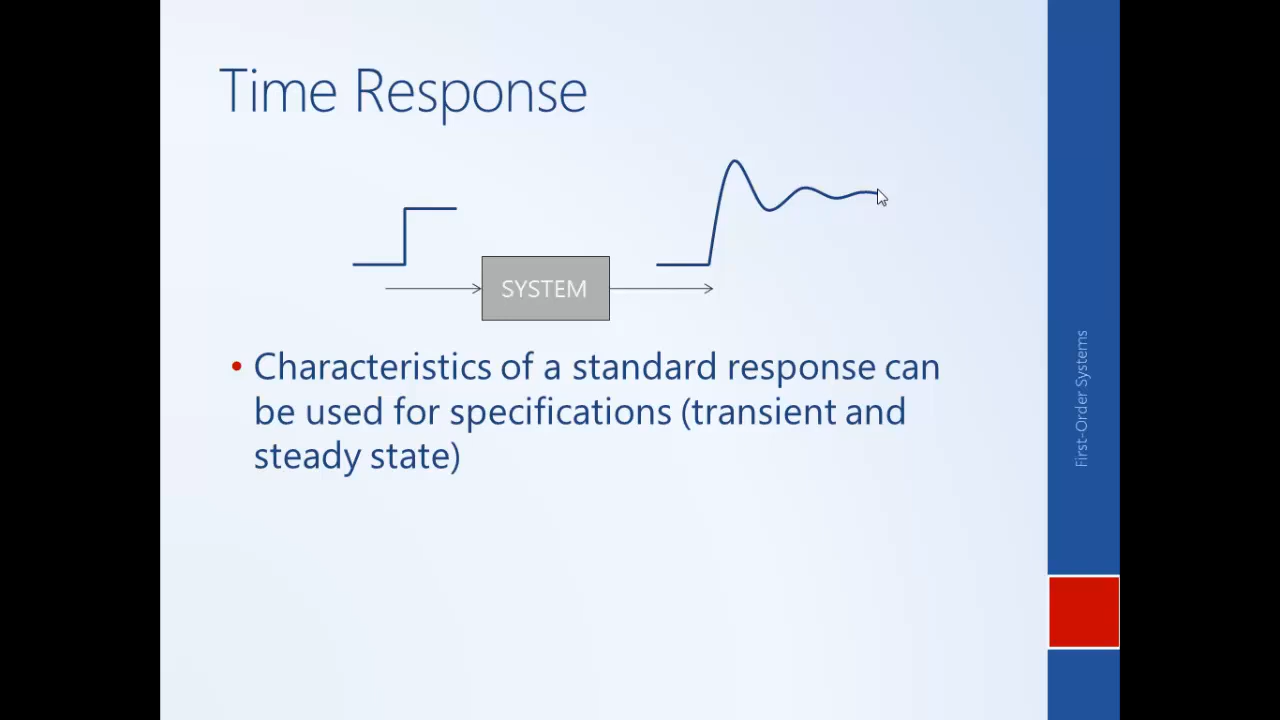 Time Response
SYSTEM
• Characteristics of a standard response can
be used for specifications (transient and
steady state)
First-Order Systems